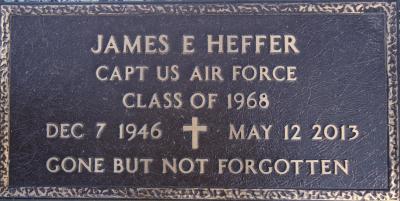 JAMES E HEFFER
CAPT US AIR FORCE
CLASS OF 1968
DEC 7 1946 ✝ MAY 12 2013
GONE BUT NOT FORGOTTEN